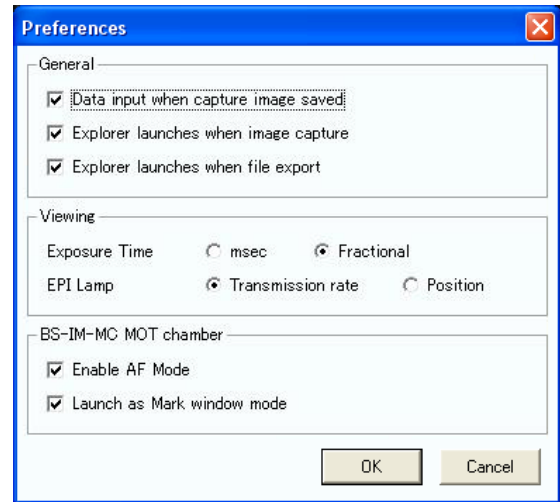 Preferences
General
Data input when capture image saved
Explorer launches when image capture
Explorer launches when file export
Viewing
Exposure Time msec Fractional
EPI Lamp Transmission rate Position
BS-IM-MC MOT chamber
Enable AF Mode
Launch as Mark window mode
OK Cancel